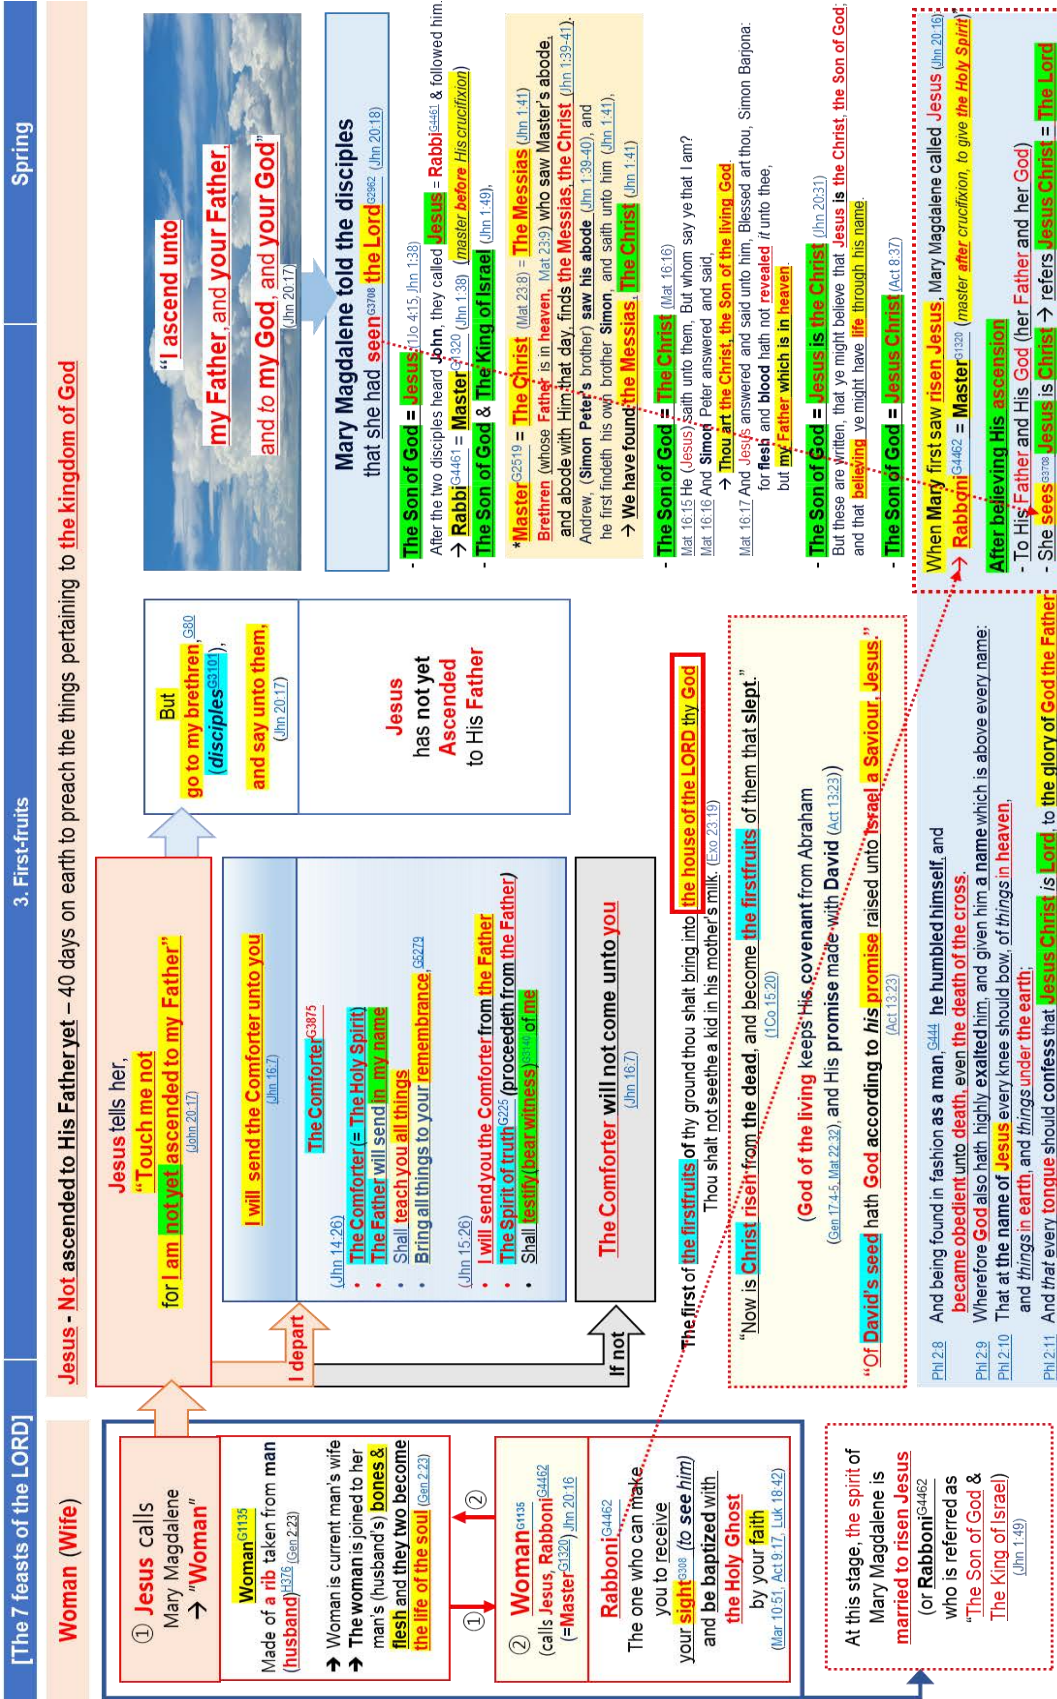 [The 7 feasts of the LORD]
3. First-fruits
Spring
Woman (Wife)
Jesus - Not ascended to His Father yet – 40 days on earth to preach the things pertaining to the kingdom of God
① Jesus calls
Mary Magdalene
→ "Woman"
Woman G1135
Made of a rib taken from man
(husband) H376 (Gen 2:23)
→ Woman is current man's wife
→ The woman is joined to her
man's (husband's) bones &
flesh and they two become
the life of the soul (Gen 2:23)
①
②
② Woman G1135
(calls Jesus, Rabboni G4462
(=Master G1320) Jhn 20:16
Rabboni G4462
The one who can make
you to receive
your sight G308 (to see him)
and be baptized with
the Holy Ghost
by your faith
(Mar 10:51, Act 9:17, Luk 18:42)
At this stage, the spirit of
Mary Magdalene is
married to risen Jesus
(or Rabboni G4462
who is referred as
"The Son of God &
The King of Israel)
(Jhn 1:49)
Jesus tells her,
"Touch me not
for I am not yet ascended to my Father"
(John 20:17)
I depart
If not
I will send the Comforter unto you
(Jhn 16:7)
The Comforter G3875
(Jhn 14:26)
• The Comforter (= The Holy Spirit)
• The Father will send in my name
• Shall teach you all things
• Bring all things to your remembrance, G5279
(Jhn 15:26)
• I will send you the Comforter from the Father
• The Spirit of truth G225 (proceedeth from the Father)
• Shall testify(bear witness) G3140 of me
The Comforter will not come unto you
(Jhn 16:7)
But
go to my brethren, G80
(disciples G3101),
and say unto them,
(Jhn 20:17)
Jesus
has not yet
Ascended
to His Father
The first of the firstfruits of thy ground thou shalt bring into the house of the LORD thy God
Thou shalt not seethe a kid in his mother's milk. (Exo 23:19)
"Now is Christ risen from the dead, and become the firstfruits of them that slept."
(1Co 15:20)
(God of the living keeps His covenant from Abraham
(Gen 17:4-5, Mat 22:32), and His promise made with David (Act 13:23))
"Of David's seed hath God according to his promise raised unto Israel a Saviour, Jesus."
(Act 13:23)
Phl 2:8 And being found in fashion as a man, G444 he humbled himself, and
became obedient unto death, even the death of the cross.
Phl 2:9 Wherefore God also hath highly exalted him, and given him a name which is above every name:
Phl 2:10 That at the name of Jesus every knee should bow, of things in heaven,
and things in earth, and things under the earth;
Phl 2:11 And that every tongue should confess that Jesus Christ is Lord, to the glory of God the Father
"I ascend unto
my Father, and your Father,
and to my God, and your God"
(Jhn 20:17)
Mary Magdalene told the disciples
that she had seen G3708 the Lord G2962 (Jhn 20:18)
- The Son of God = Jesus (1Jo 4:15, Jhn 1:38)
After the two disciples heard John, they called Jesus = Rabbi G4461 & followed him.
→ Rabbi G4461 = Master G1320 (Jhn 1:38) (master before His crucifixion)
- The Son of God & The King of Israel (Jhn 1:49),
*Master G2519 = The Christ (Mat 23:8) = The Messias (Jhn 1:41)
Brethren (whose Father is in heaven, Mat 23:9) who saw Master's abode,
and abode with Him that day, finds the Messias, the Christ (Jhn 1:39-41).
Andrew, (Simon Peter's brother) saw his abode (Jhn 1:39-40), and
he first findeth his own brother Simon, and saith unto him (Jhn 1:41),
→ We have found the Messias, The Christ (Jhn 1:41)
- The Son of God = The Christ (Mat 16:16)
Mat 16:15 He (Jesus) saith unto them, But whom say ye that I am?
Mat 16:16 And Simon Peter answered and said,
→ Thou art the Christ, the Son of the living God.
Mat 16:17 And Jesus answered and said unto him, Blessed art thou, Simon Barjona:
for flesh and blood hath not revealed it unto thee,
but my Father which is in heaven.
- The Son of God = Jesus is the Christ (Jhn 20:31)
But these are written, that ye might believe that Jesus is the Christ, the Son of God;
and that believing ye might have life through his name.
- The Son of God = Jesus Christ (Act 8:37)
When Mary first saw risen Jesus, Mary Magdalene called Jesus (Jhn 20:16)
→ Rabboni G4462 = Master G1320 (master after crucifixion, to give the Holy Spirit)"
After believing His ascension
- To His Father and His God (her Father and her God)
- She sees G3708 Jesus is Christ → refers Jesus Christ = The Lord